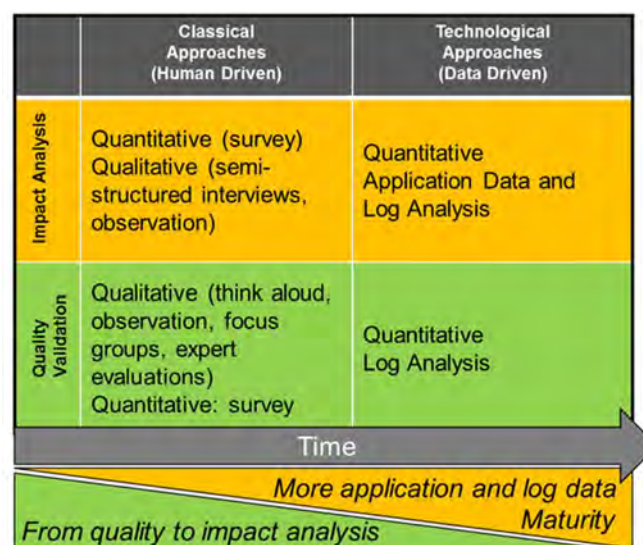 Classical
Approaches
(Human Driven)
Technological
Approaches
(Data Driven)
Impact Analysis
Quantitative (survey)
Qualitative (semi-
structured interviews,
observation)
Quantitative
Application Data and
Log Analysis
Quality
Validation
Qualitative (think aloud,
observation, focus
groups, expert
evaluations)
Quantitative: survey
Quantitative
Log Analysis
Time
More application and log data
Maturity
From quality to impact analysis